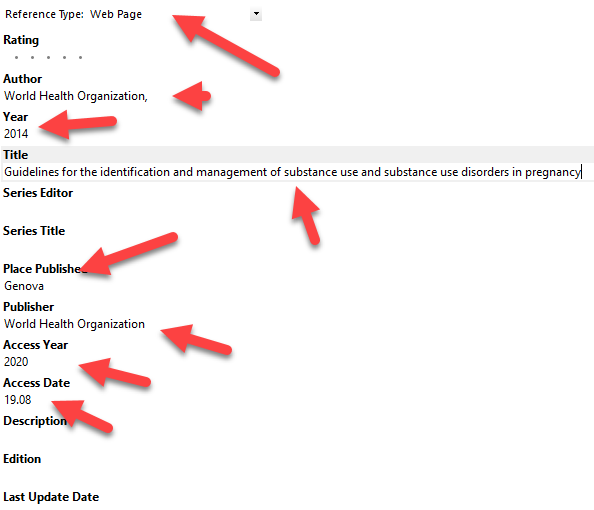 Reference Type: Web Page
Rating
Author
World Health Organization,
Year
2014
Title
Guidelines for the identification and management of substance use and substance use disorders in pregnancy
Series Editor
Series Title
Place Published
Genova
Publisher
World Health Organization
Access Year
2020
Access Date
19.08
Description
Edition
Last Update Date